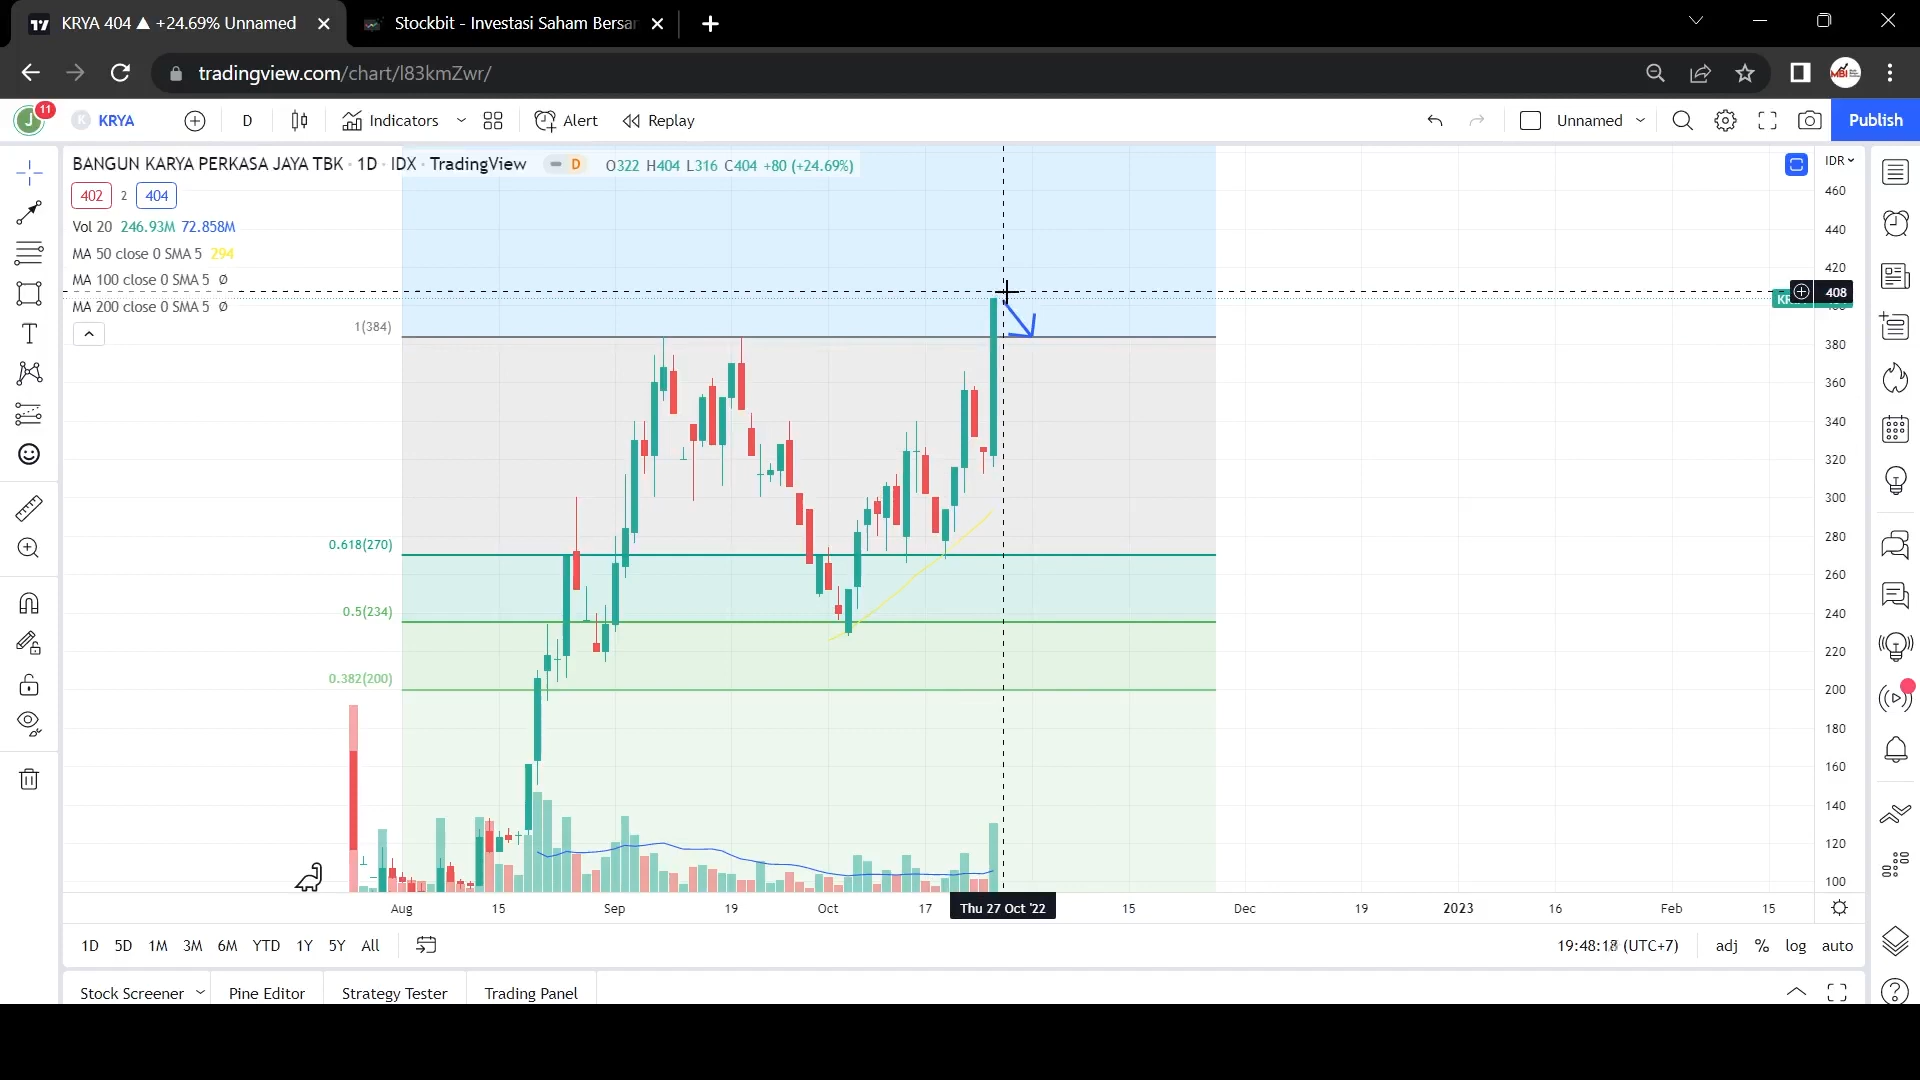 KRYA 404 ▲ +24.69% Unnamed
Stockbit - Investasi Saham Bersar
tradingview.com/chart/l83kmZwr/
J 11 K KRYA D Indicators Alert Replay Unnamed Publish
BANGUN KARYA PERKASA JAYA TBK · 1D · IDX · TradingView D O322 H404 L316 C404 +80 (+24.69%)
IDR
402 2 404
Vol 20 246.93M 72.858M
MA 50 close 0 SMA 5 294
MA 100 close 0 SMA 5 ∅
MA 200 close 0 SMA 5 ∅
1(384)
0.618(270)
0.5(234)
0.382(200)
460
440
420
408
380
360
340
320
300
280
260
240
220
200
180
160
140
120
100
Aug 15 Sep 19 Oct 17 Thu 27 Oct '22 15 Dec 19 2023 16 Feb 15
1D 5D 1M 3M 6M YTD 1Y 5Y All (UTC+7) adj % log auto
Stock Screener Pine Editor Strategy Tester Trading Panel